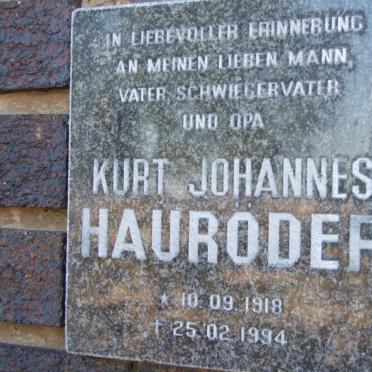 IN LIEBEVOLLER ERINNERUNG
AN MEINEN LIEBEN MANN,
VATER, SCHWIEGERVATER
UND OPA
KURT JOHANNES
HAURÖDER
* 10.09.1918
† 25.02.1994